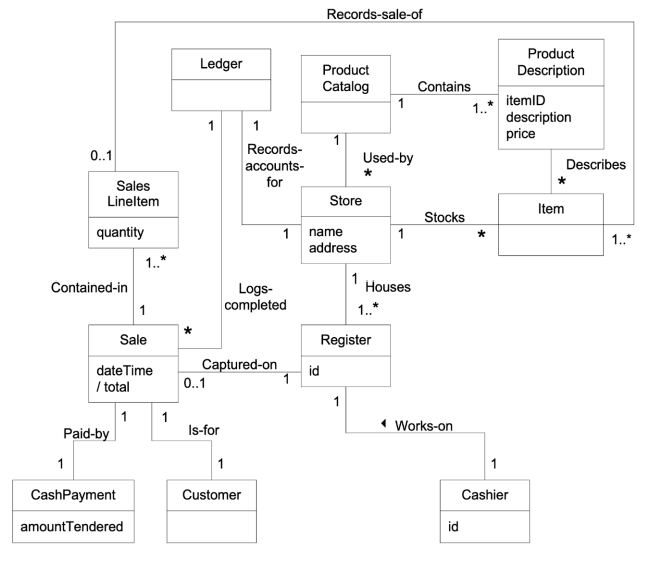 Records-sale-of
Ledger
Product
Catalog
Product
Description
itemID
description
price
Contains
1
1..*
1
1
1
Records-
accounts-
for
Used-by
*
Describes
*
0..1
Sales
LineItem
quantity
Store
name
address
1
1
Stocks
*
Item
1..*
1..*
Contained-in
1
Logs-
completed
*
1
Houses
1..*
Sale
dateTime
/ total
Captured-on
0..1
1
Register
id
1
1
1
Paid-by
Is-for
Works-on
1
1
1
CashPayment
amountTendered
Customer
Cashier
id